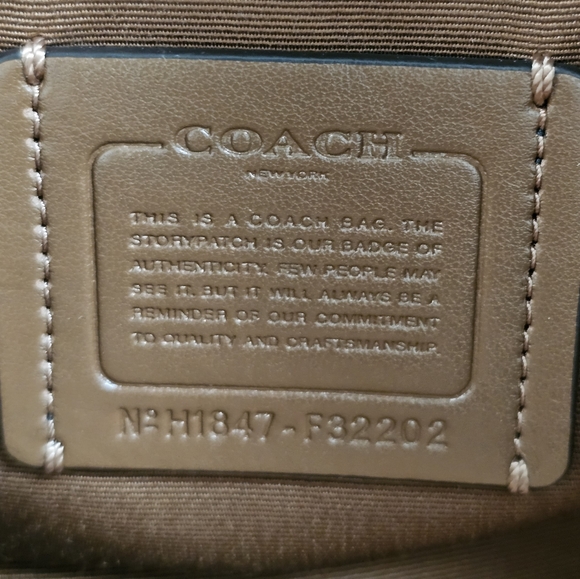 COACH
NEW YORK
THIS IS A COACH BAG. THE
STORYPATCH IS OUR BADGE OF
AUTHENTICITY. FEW PEOPLE MAY
SEE IT. BUT IT WILL ALWAYS BE A
REMINDER OF OUR COMMITMENT
TO QUALITY AND CRAFTSMANSHIP.
Nº H1847-F32202